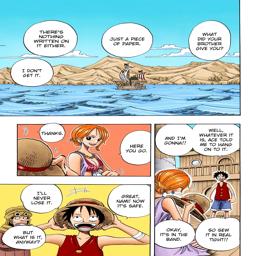 WHAT
DID YOUR
BROTHER
GIVE YOU?
JUST A PIECE
OF PAPER.
THERE'S
NOTHING
WRITTEN ON
IT EITHER.
I DON'T
GET IT.
WELL,
WHATEVER IT
IS, ACE TOLD
ME TO HANG
ON TO IT.
AND I'M
GONNA!!
HERE
YOU GO.
THANKS.
SO SEW
IT IN REAL
TIGHT!!
OKAY,
IT'S IN THE
BAND.
GREAT,
NAMI! NOW
IT'S SAFE.
I'LL
NEVER
LOSE IT.
BUT
WHAT IS IT,
ANYWAY?